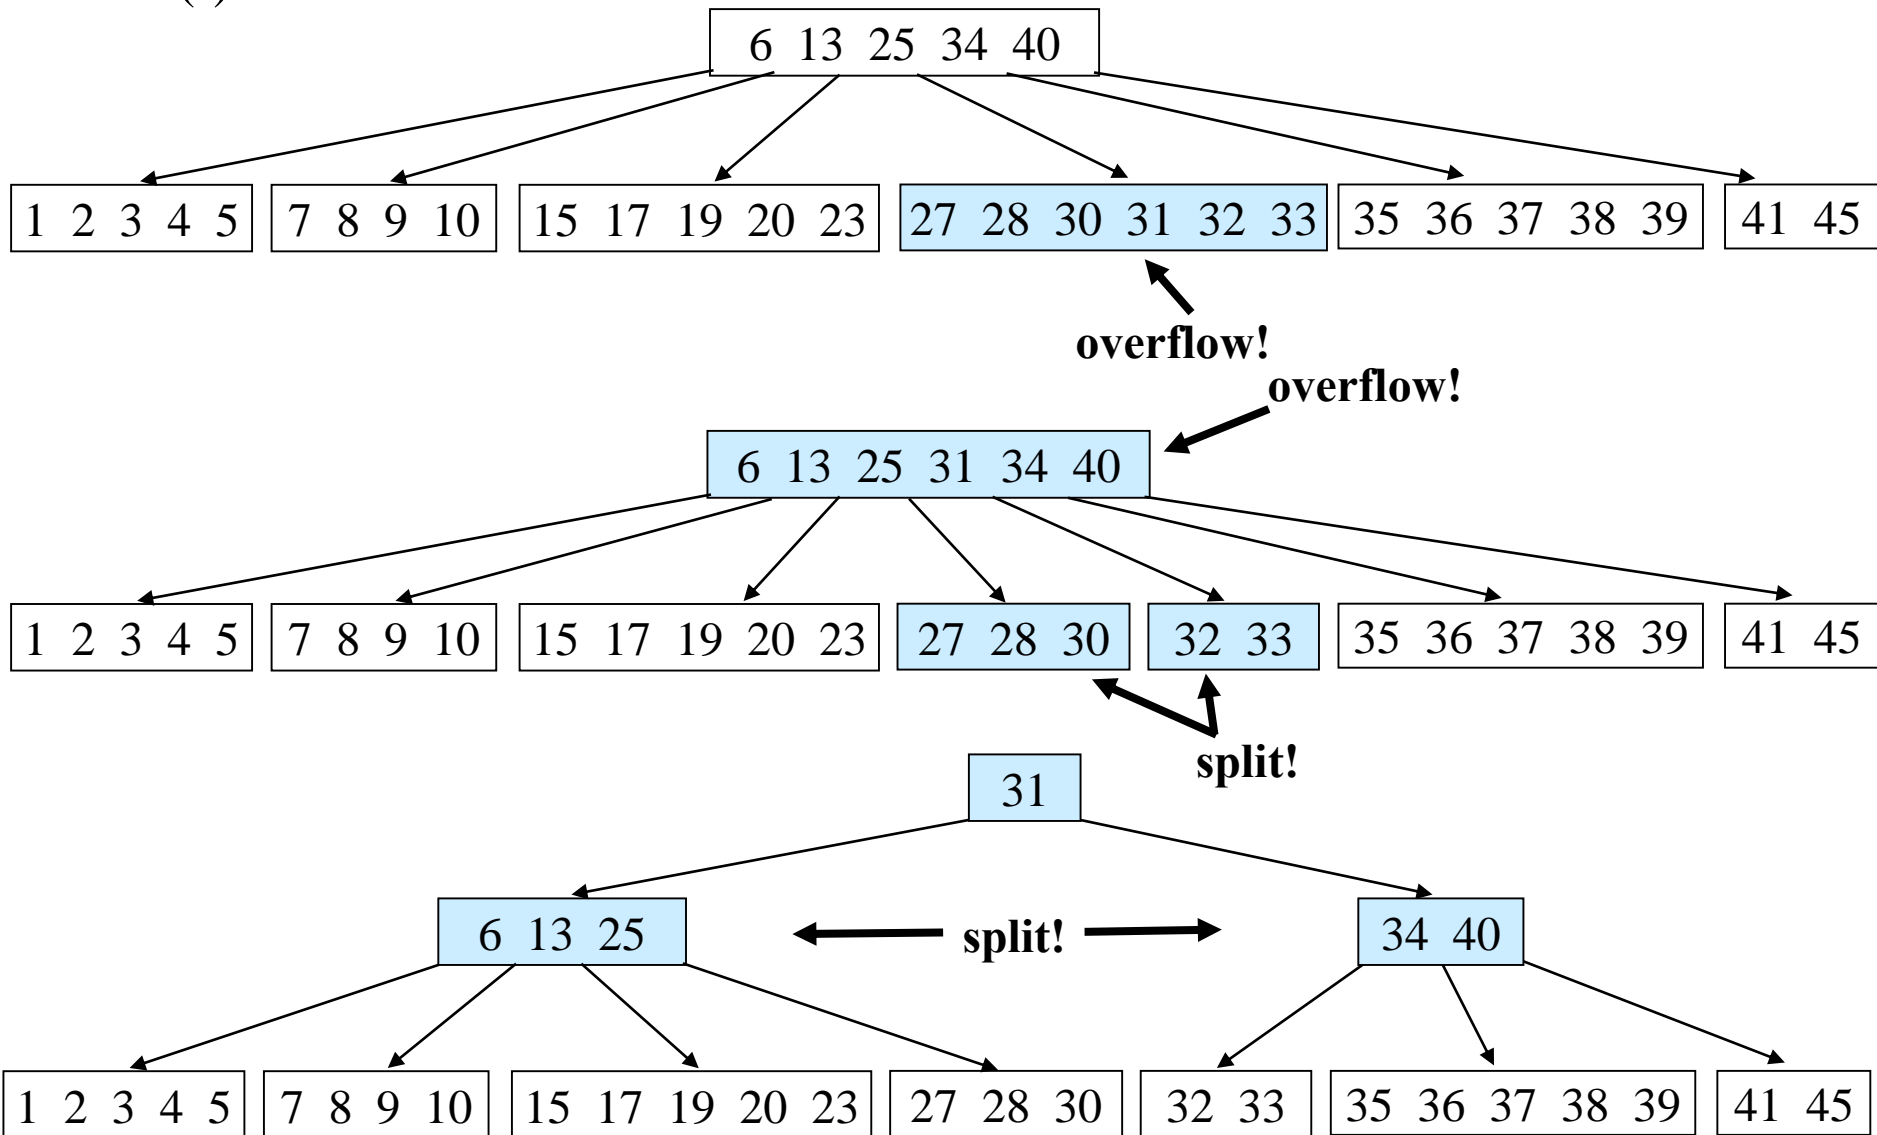 6 13 25 34 40
1 2 3 4 5 7 8 9 10 15 17 19 20 23 27 28 30 31 32 33 35 36 37 38 39 41 45
overflow!
overflow!
6 13 25 31 34 40
1 2 3 4 5 7 8 9 10 15 17 19 20 23 27 28 30 32 33 35 36 37 38 39 41 45
split!
31
6 13 25 split! 34 40
1 2 3 4 5 7 8 9 10 15 17 19 20 23 27 28 30 32 33 35 36 37 38 39 41 45